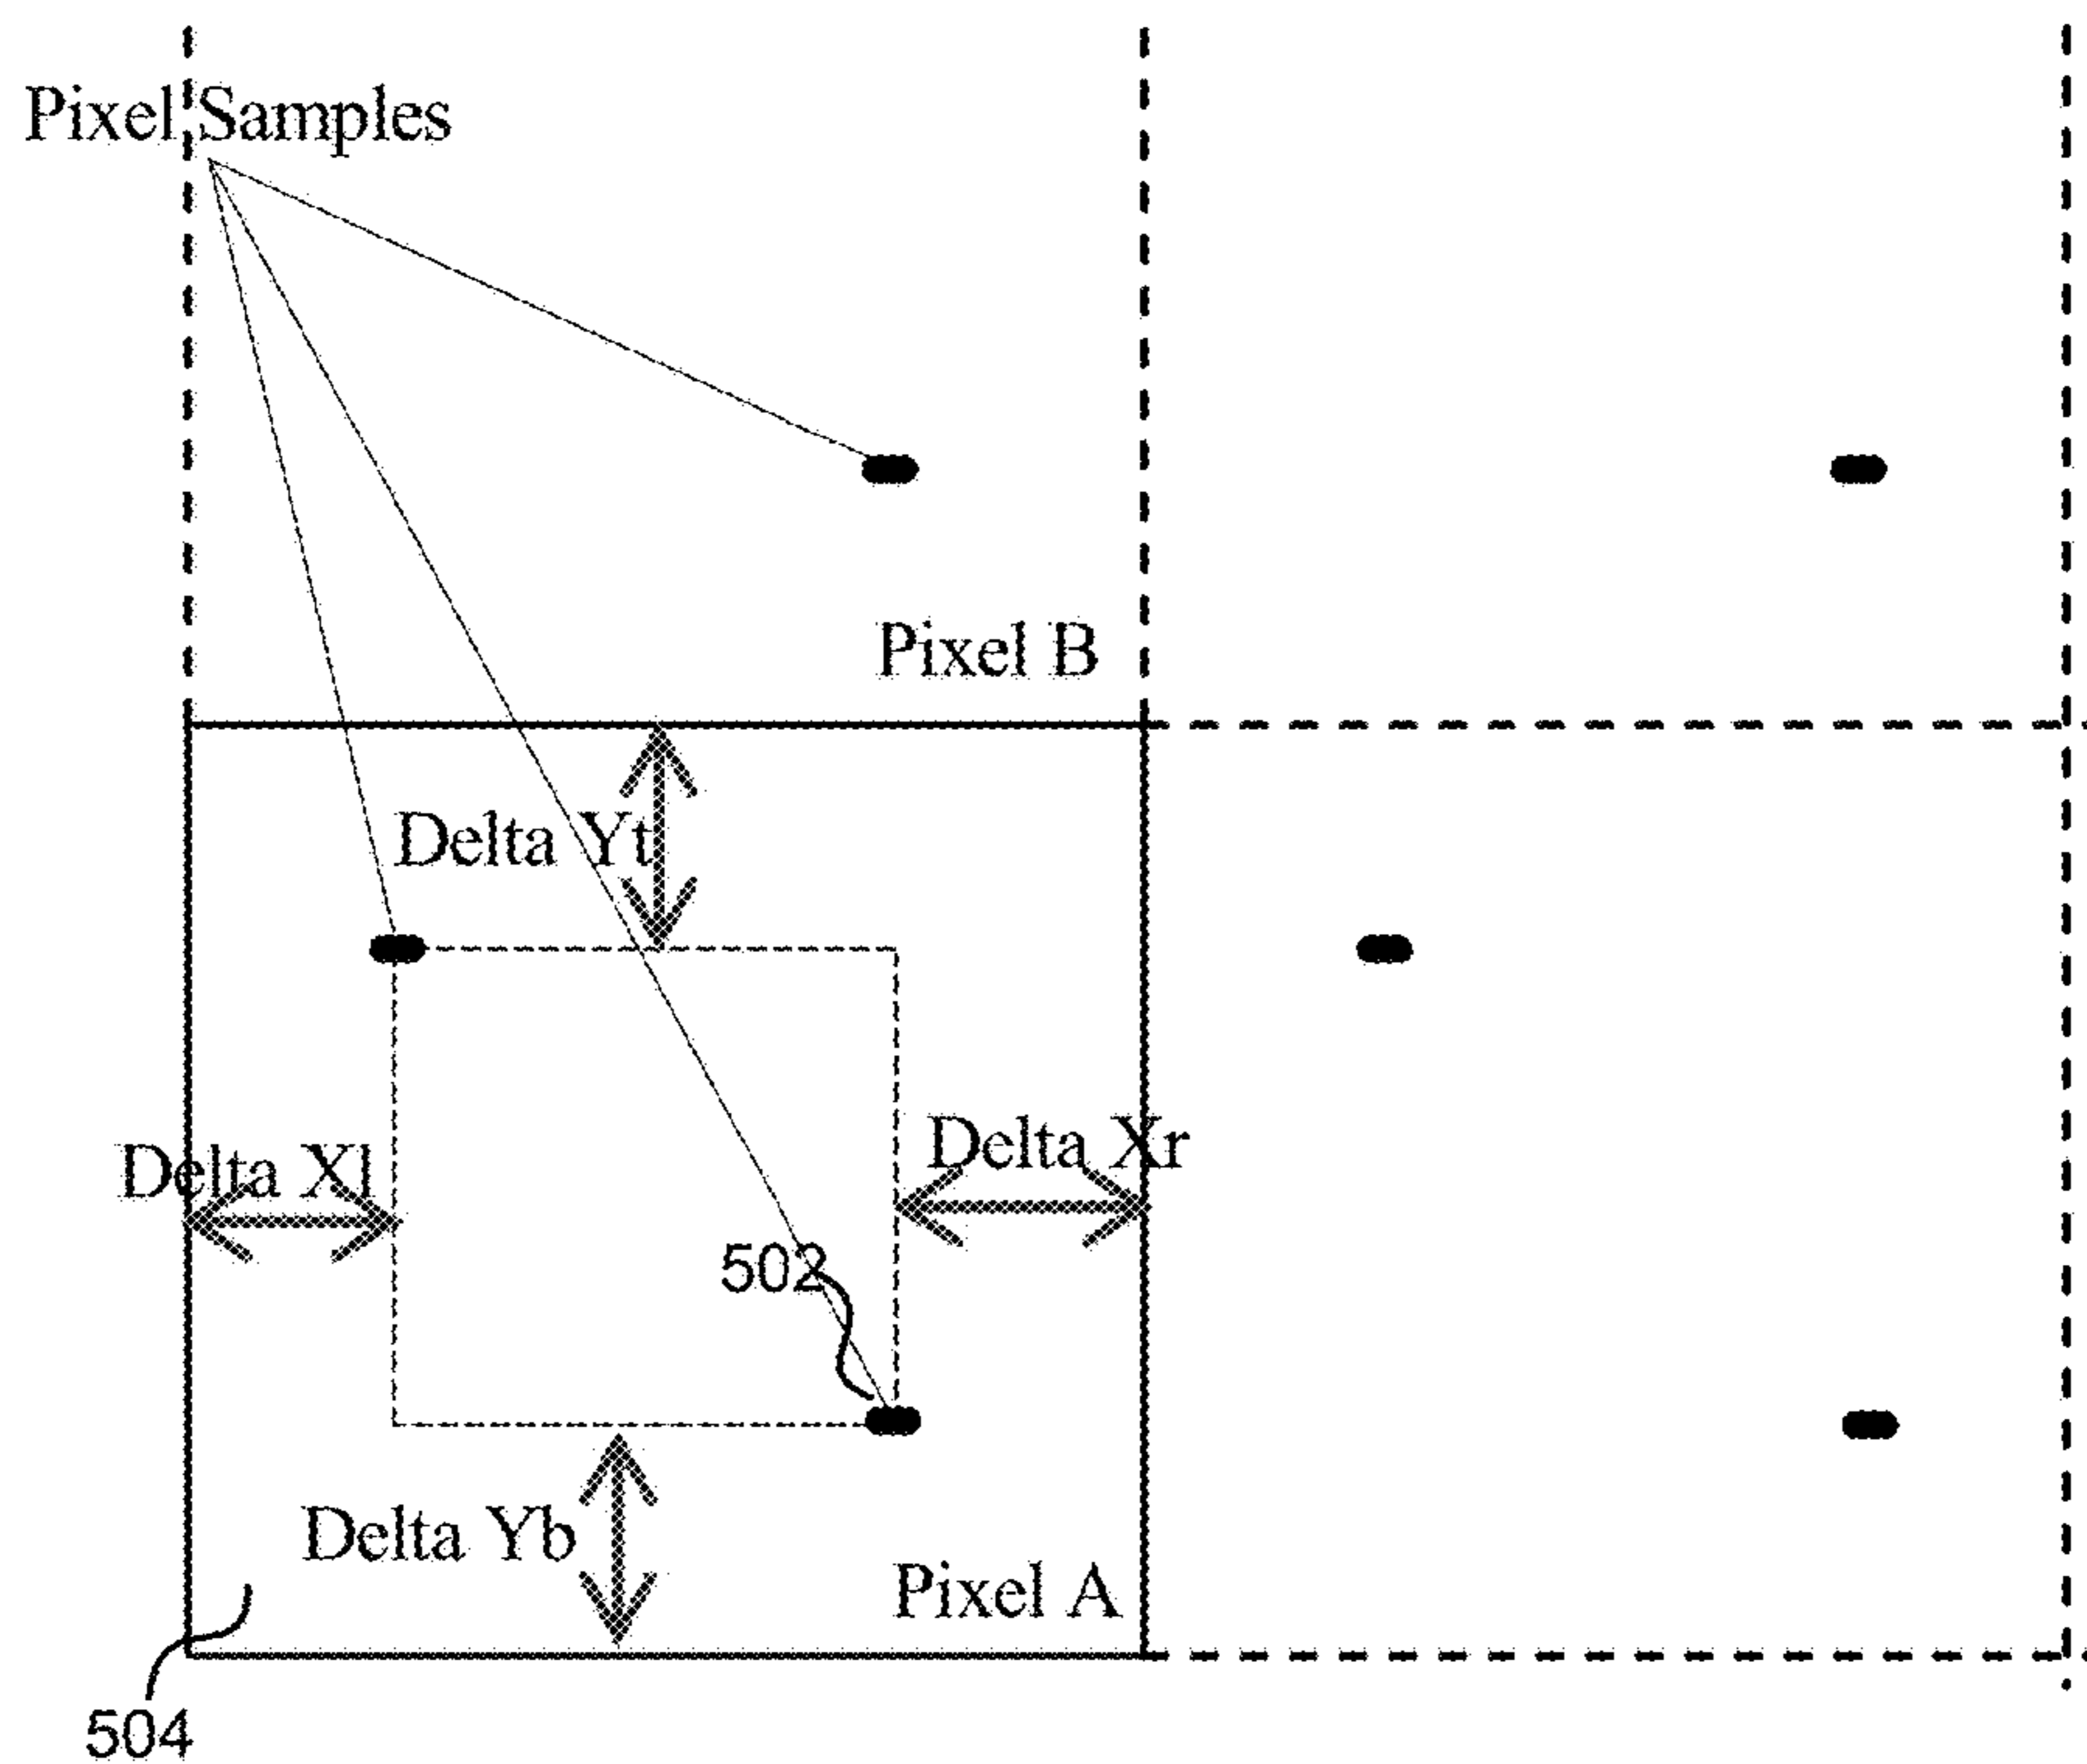 Pixel Samples
Pixel B
Delta Yt
Delta Xl
Delta Xr
502
Delta Yb
Pixel A
504